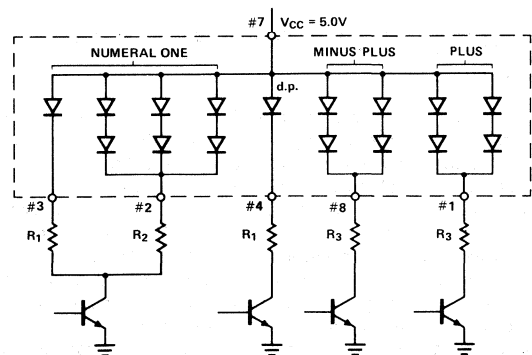 #7 VCC = 5.0V
NUMERAL ONE MINUS PLUS PLUS
d.p.
#3 #2 #4 #8 #1
R1 R2 R1 R3 R3